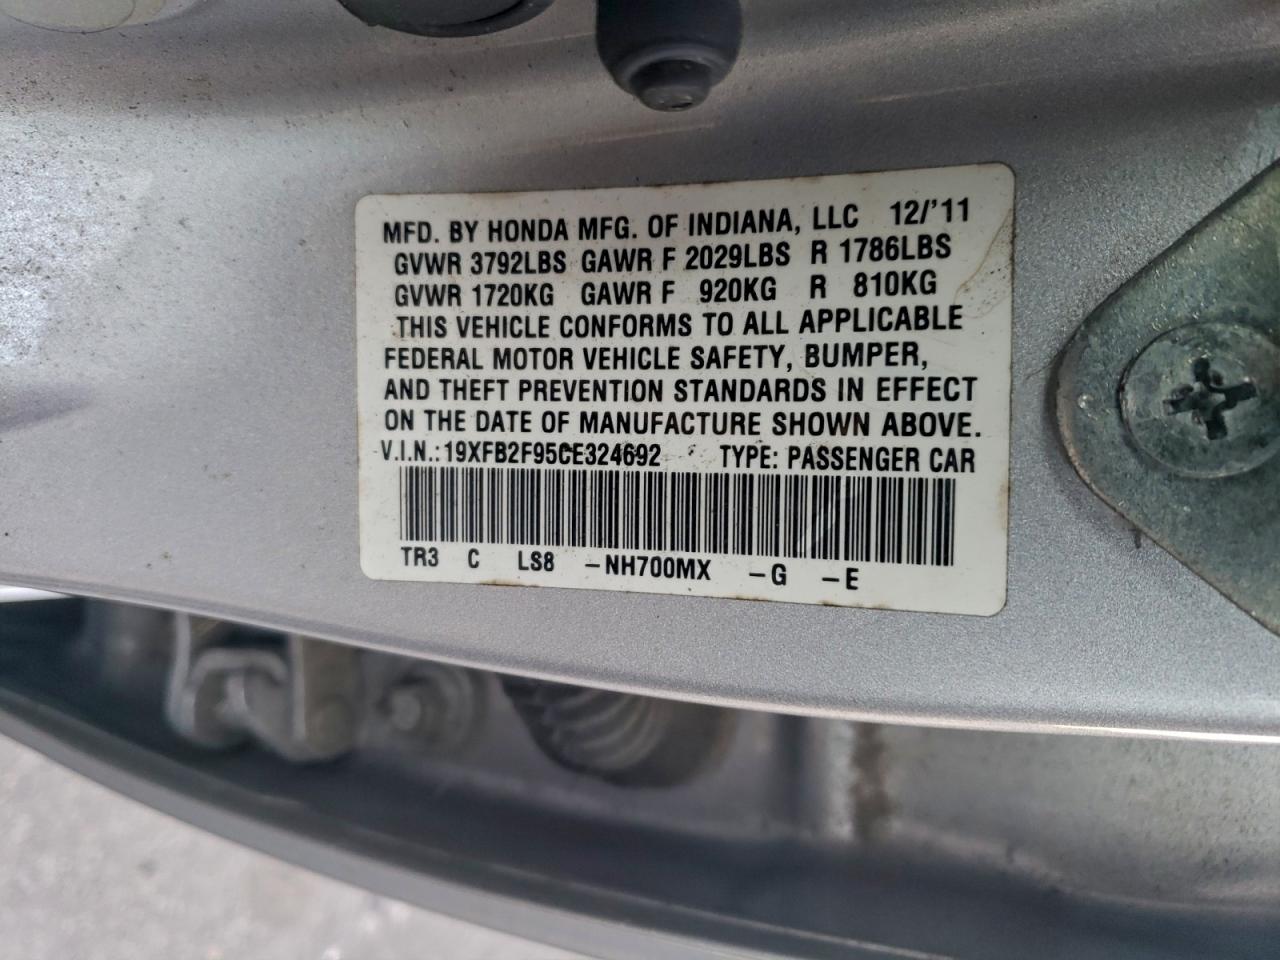 MFD. BY HONDA MFG. OF INDIANA, LLC 12/'11
GVWR 3792LBS GAWR F 2029LBS R 1786LBS
GVWR 1720KG GAWR F 920KG R 810KG
THIS VEHICLE CONFORMS TO ALL APPLICABLE
FEDERAL MOTOR VEHICLE SAFETY, BUMPER,
AND THEFT PREVENTION STANDARDS IN EFFECT
ON THE DATE OF MANUFACTURE SHOWN ABOVE.
V.I.N.: 19XFB2F95CE324692 TYPE: PASSENGER CAR
TR3 C LS8 -NH700MX -G -E